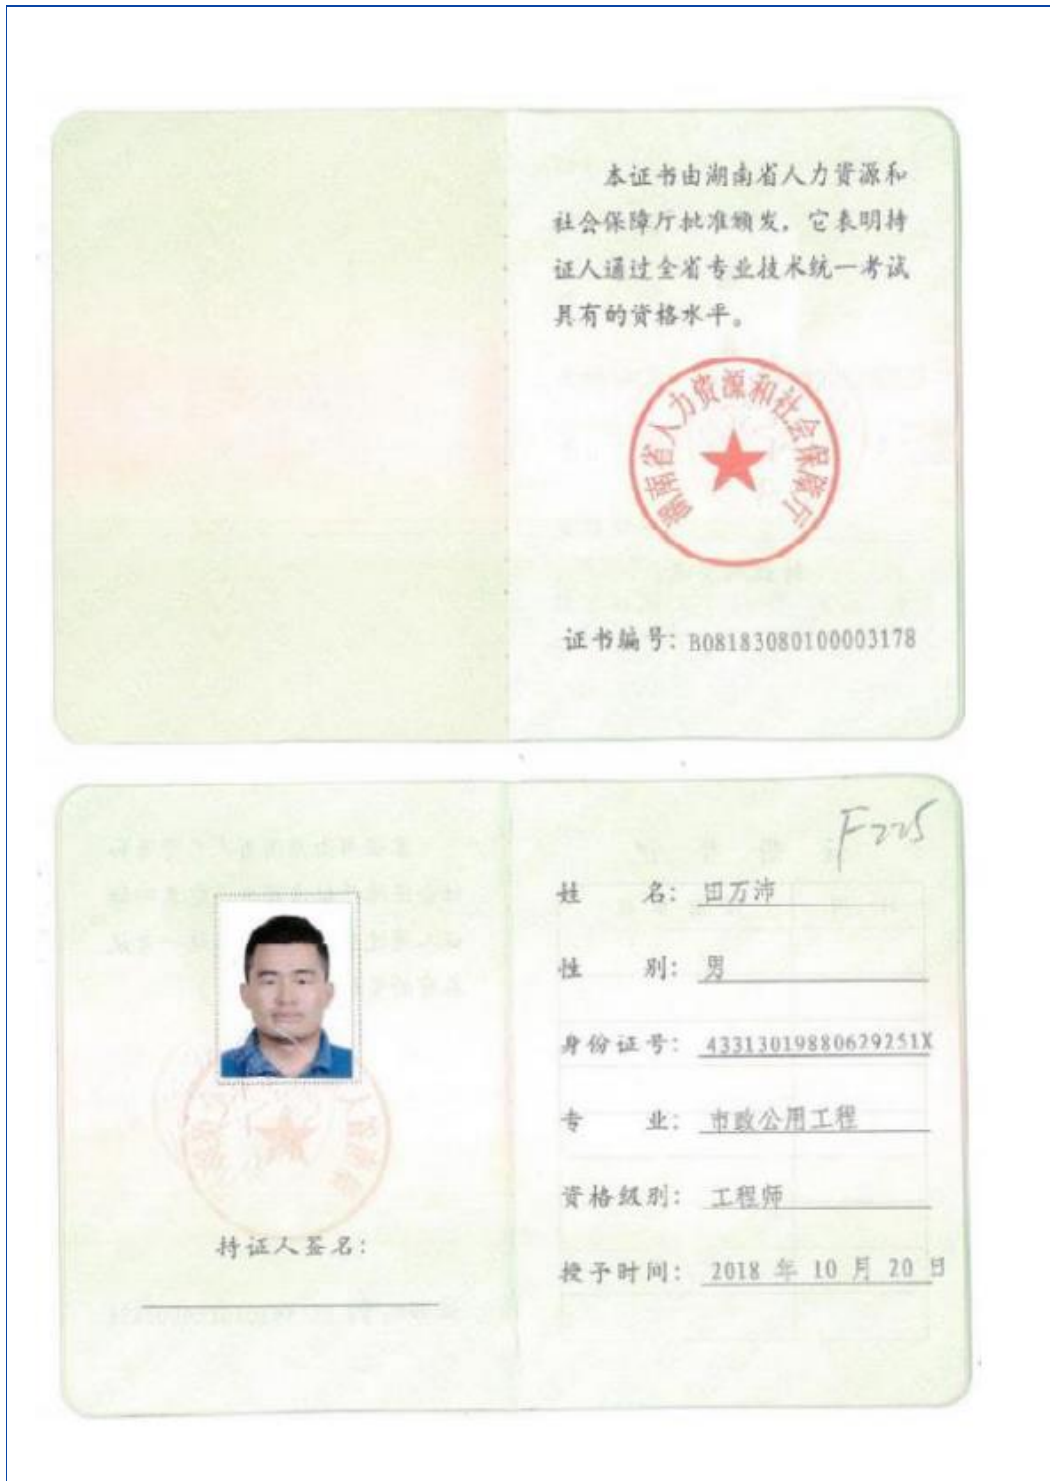 本证书由湖南省人力资源和
社会保障厅批准颁发，它表明持
证人通过全省专业技术统一考试
具有的资格水平。
湖南省人力资源和社会保障厅
证书编号：B08183080100003178
F225
姓 名：田万沛
性 别：男
身份证号：43313019880629251X
专 业：市政公用工程
资格级别：工程师
授予时间：2018 年 10 月 20 日
持证人签名：